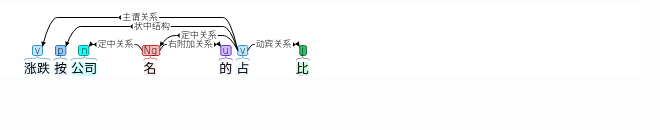 主谓关系
状中结构
定中关系
定中关系 右附加关系 动宾关系
v p n Ng u v j
涨跌 按 公司 名 的 占 比